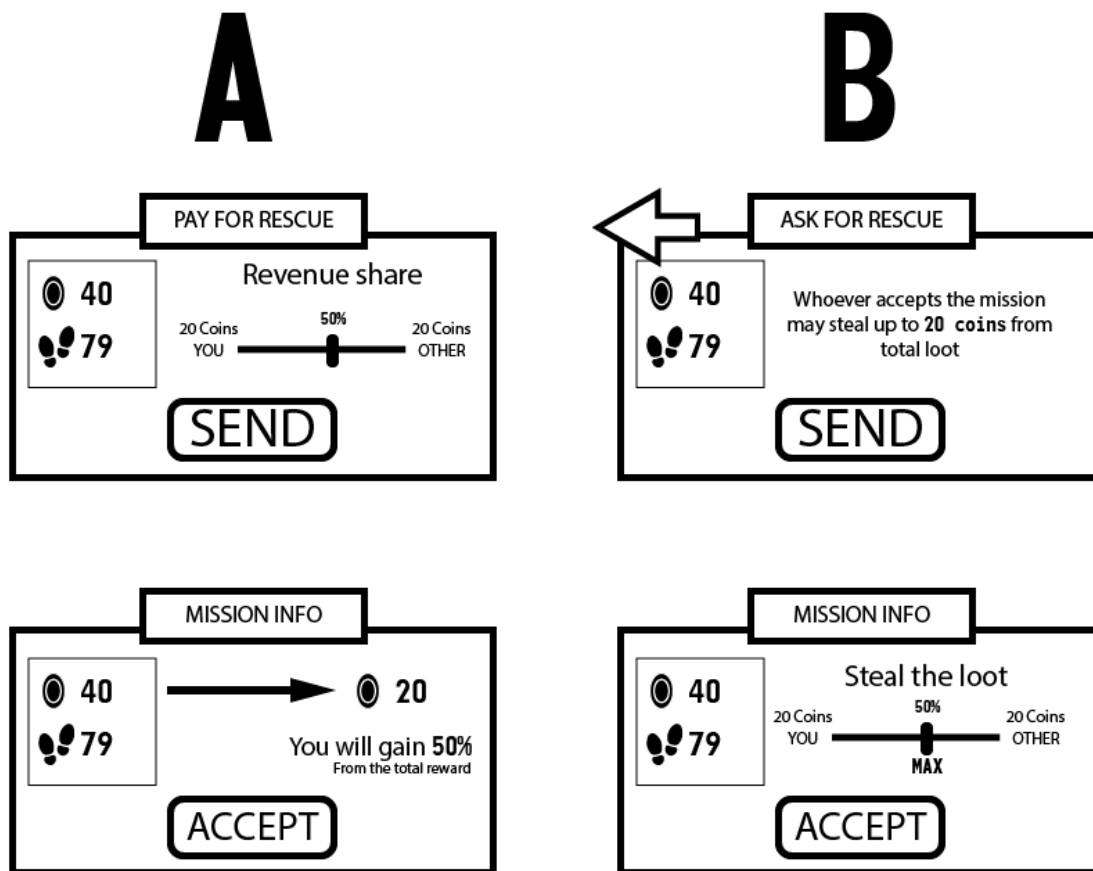 A
B
PAY FOR RESCUE
40
79
Revenue share
50%
20 Coins
YOU
20 Coins
OTHER
SEND
ASK FOR RESCUE
40
79
Whoever accepts the mission
may steal up to 20 coins from
total loot
SEND
MISSION INFO
40
20
79
You will gain 50%
From the total reward
ACCEPT
MISSION INFO
40
79
Steal the loot
50%
20 Coins
YOU
20 Coins
OTHER
MAX
ACCEPT